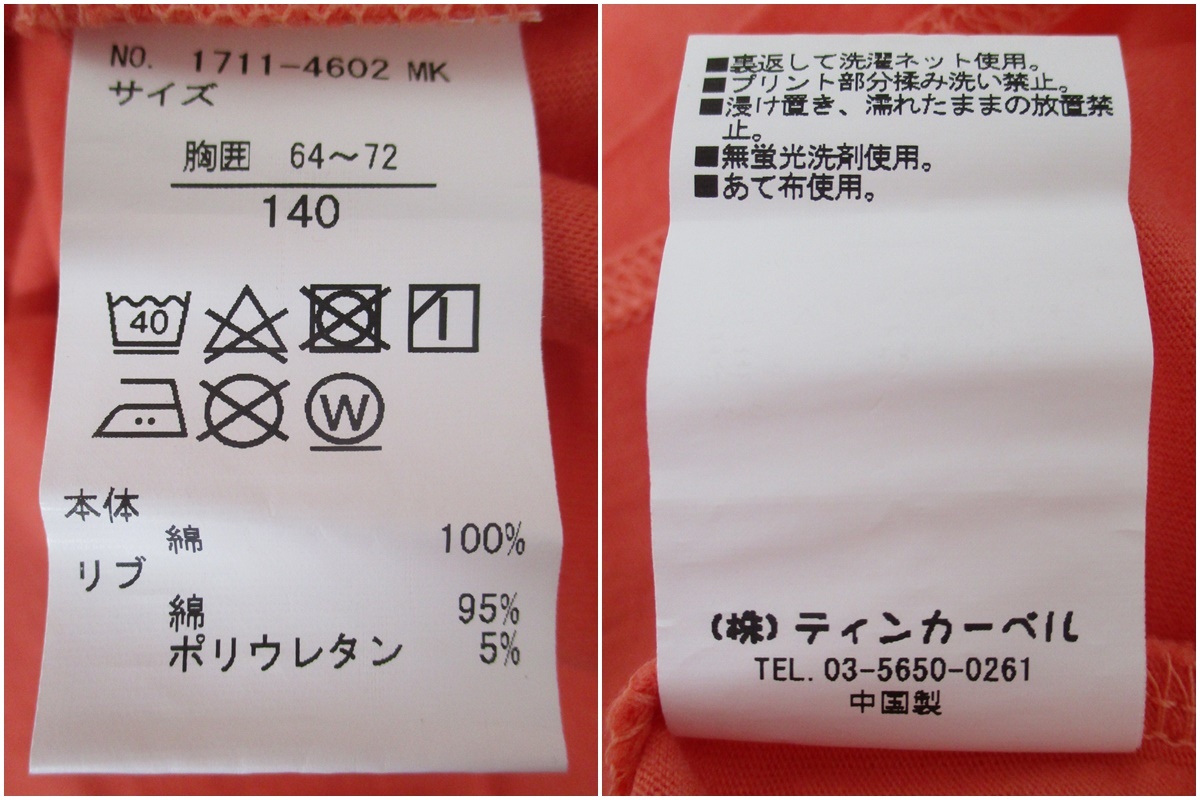 NO. 1711-4602 MK
サイズ
胸囲 64～72
140
40
W
本体
綿 100%
リブ
綿 95%
ポリウレタン 5%
■裏返して洗濯ネット使用。
■プリント部分揉み洗い禁止。
■浸け置き、濡れたままの放置禁
止。
■無蛍光洗剤使用。
■あて布使用。
(株)ティンカーベル
TEL. 03-5650-0261
中国製